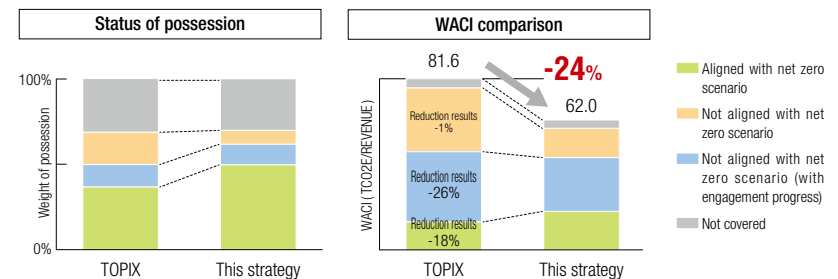 Status of possession
100%
Weight of possession
0%
TOPIX
This strategy
WACI comparison
81.6
-24%
62.0
WACI ( TCO2E/REVENUE )
Reduction results
-1%
Reduction results
-26%
Reduction results
-18%
TOPIX
This strategy
Aligned with net zero
scenario
Not aligned with net
zero scenario
Not aligned with net
zero scenario (with
engagement progress)
Not covered